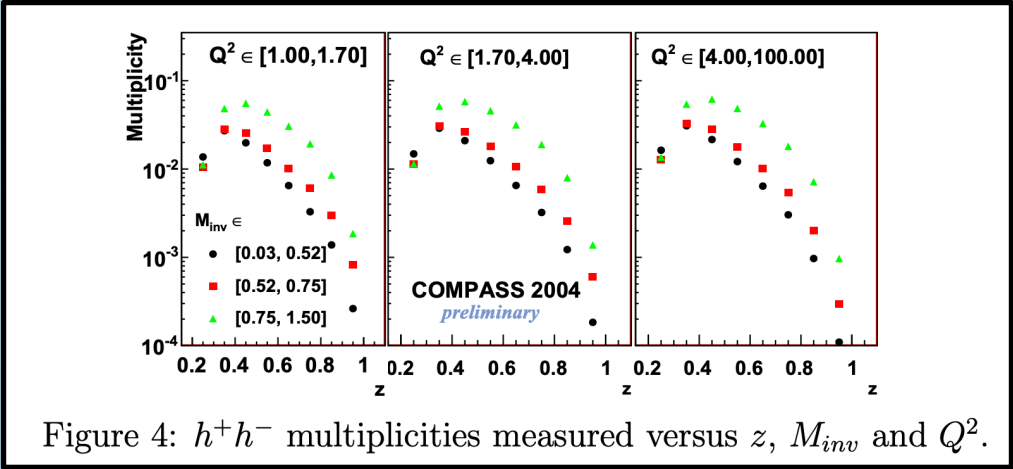 Multiplicity
Q² ∈ [1.00,1.70]
Q² ∈ [1.70,4.00]
Q² ∈ [4.00,100.00]
10⁻¹
10⁻²
10⁻³
10⁻⁴
M_inv ∈
[0.03, 0.52]
[0.52, 0.75]
[0.75, 1.50]
COMPASS 2004
preliminary
0.2 0.4 0.6 0.8 1
0.2 0.4 0.6 0.8 1
0.2 0.4 0.6 0.8 1
z z z
Figure 4: h⁺h⁻ multiplicities measured versus z, M_inv and Q².